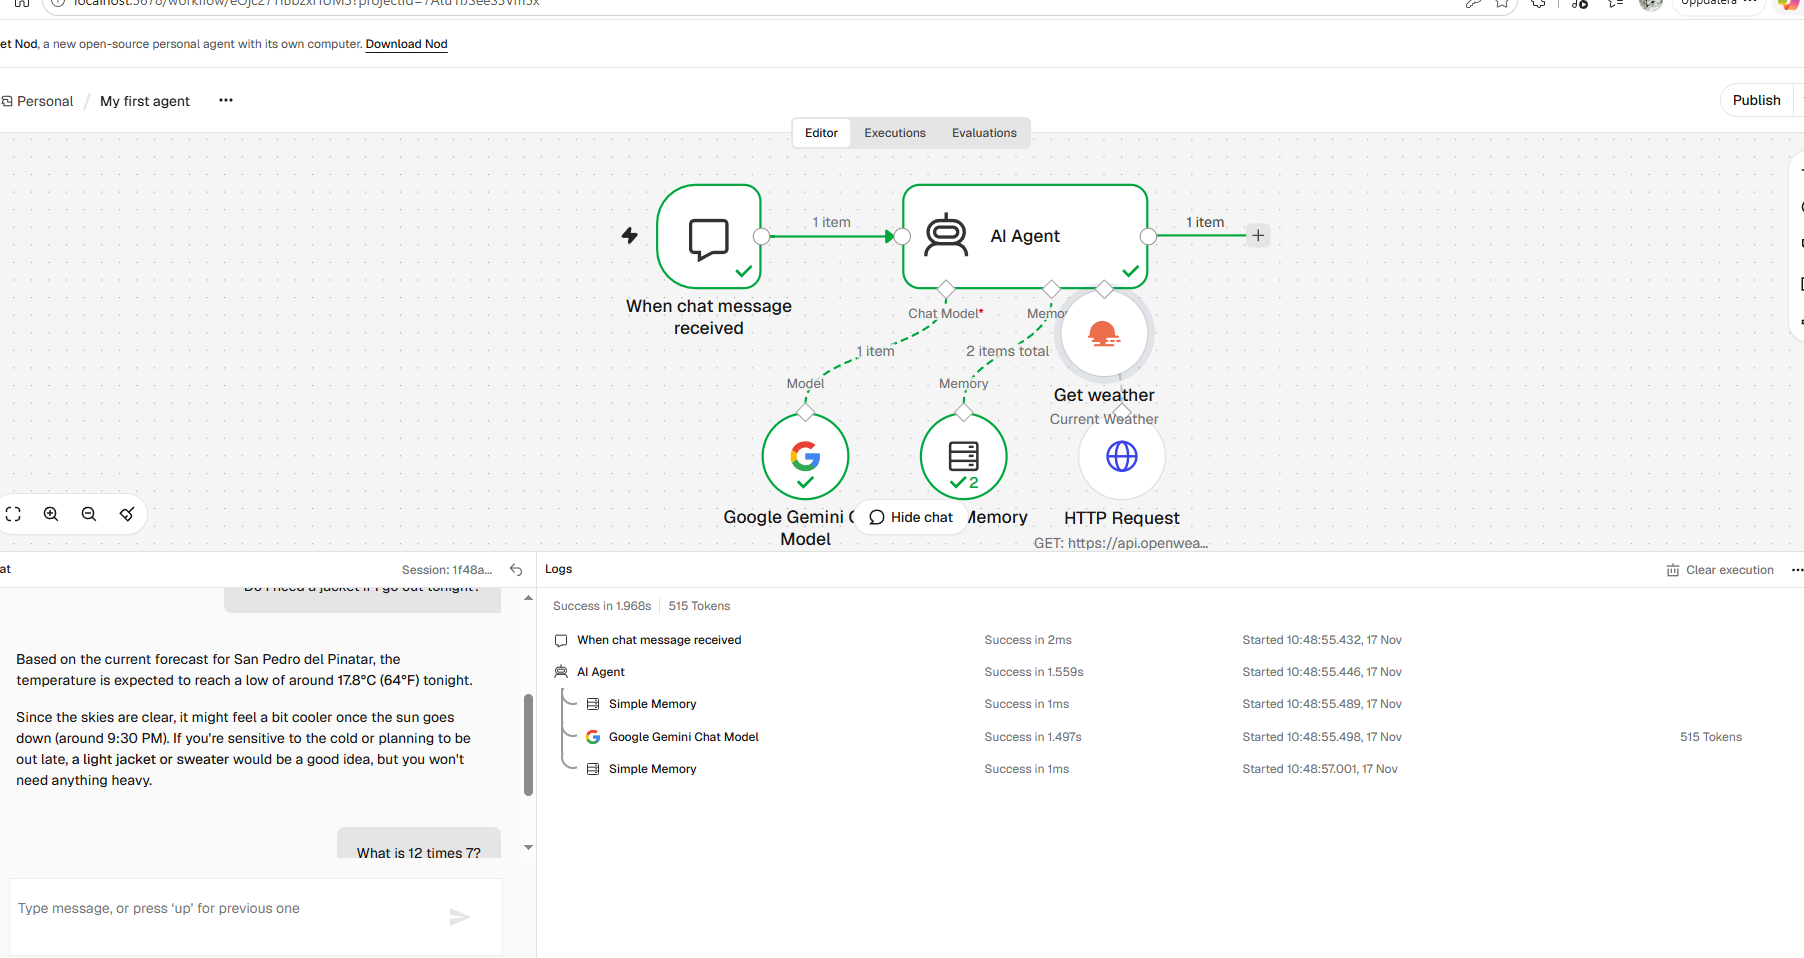 et Nod, a new open-source personal agent with its own computer. Download Nod
Personal / My first agent ...
Publish
Editor Executions Evaluations
1 item
AI Agent
1 item
When chat message
received
Chat Model*
Memor
1 item
2 items total
Model
Memory
Get weather
Current Weather
2
Google Gemini C
Model
Hide chat
Memory
HTTP Request
GET: https://api.openwea...
at
Session: 1f48a...
Logs
Clear execution
...
Do I need a jacket if I go out tonight?
Based on the current forecast for San Pedro del Pinatar, the
temperature is expected to reach a low of around 17.8°C (64°F) tonight.
Since the skies are clear, it might feel a bit cooler once the sun goes
down (around 9:30 PM). If you're sensitive to the cold or planning to be
out late, a light jacket or sweater would be a good idea, but you won't
need anything heavy.
What is 12 times 7?
Type message, or press ‘up’ for previous one
Success in 1.968s | 515 Tokens
When chat message received Success in 2ms Started 10:48:55.432, 17 Nov
AI Agent Success in 1.559s Started 10:48:55.446, 17 Nov
Simple Memory Success in 1ms Started 10:48:55.489, 17 Nov
Google Gemini Chat Model Success in 1.497s Started 10:48:55.498, 17 Nov 515 Tokens
Simple Memory Success in 1ms Started 10:48:57.001, 17 Nov